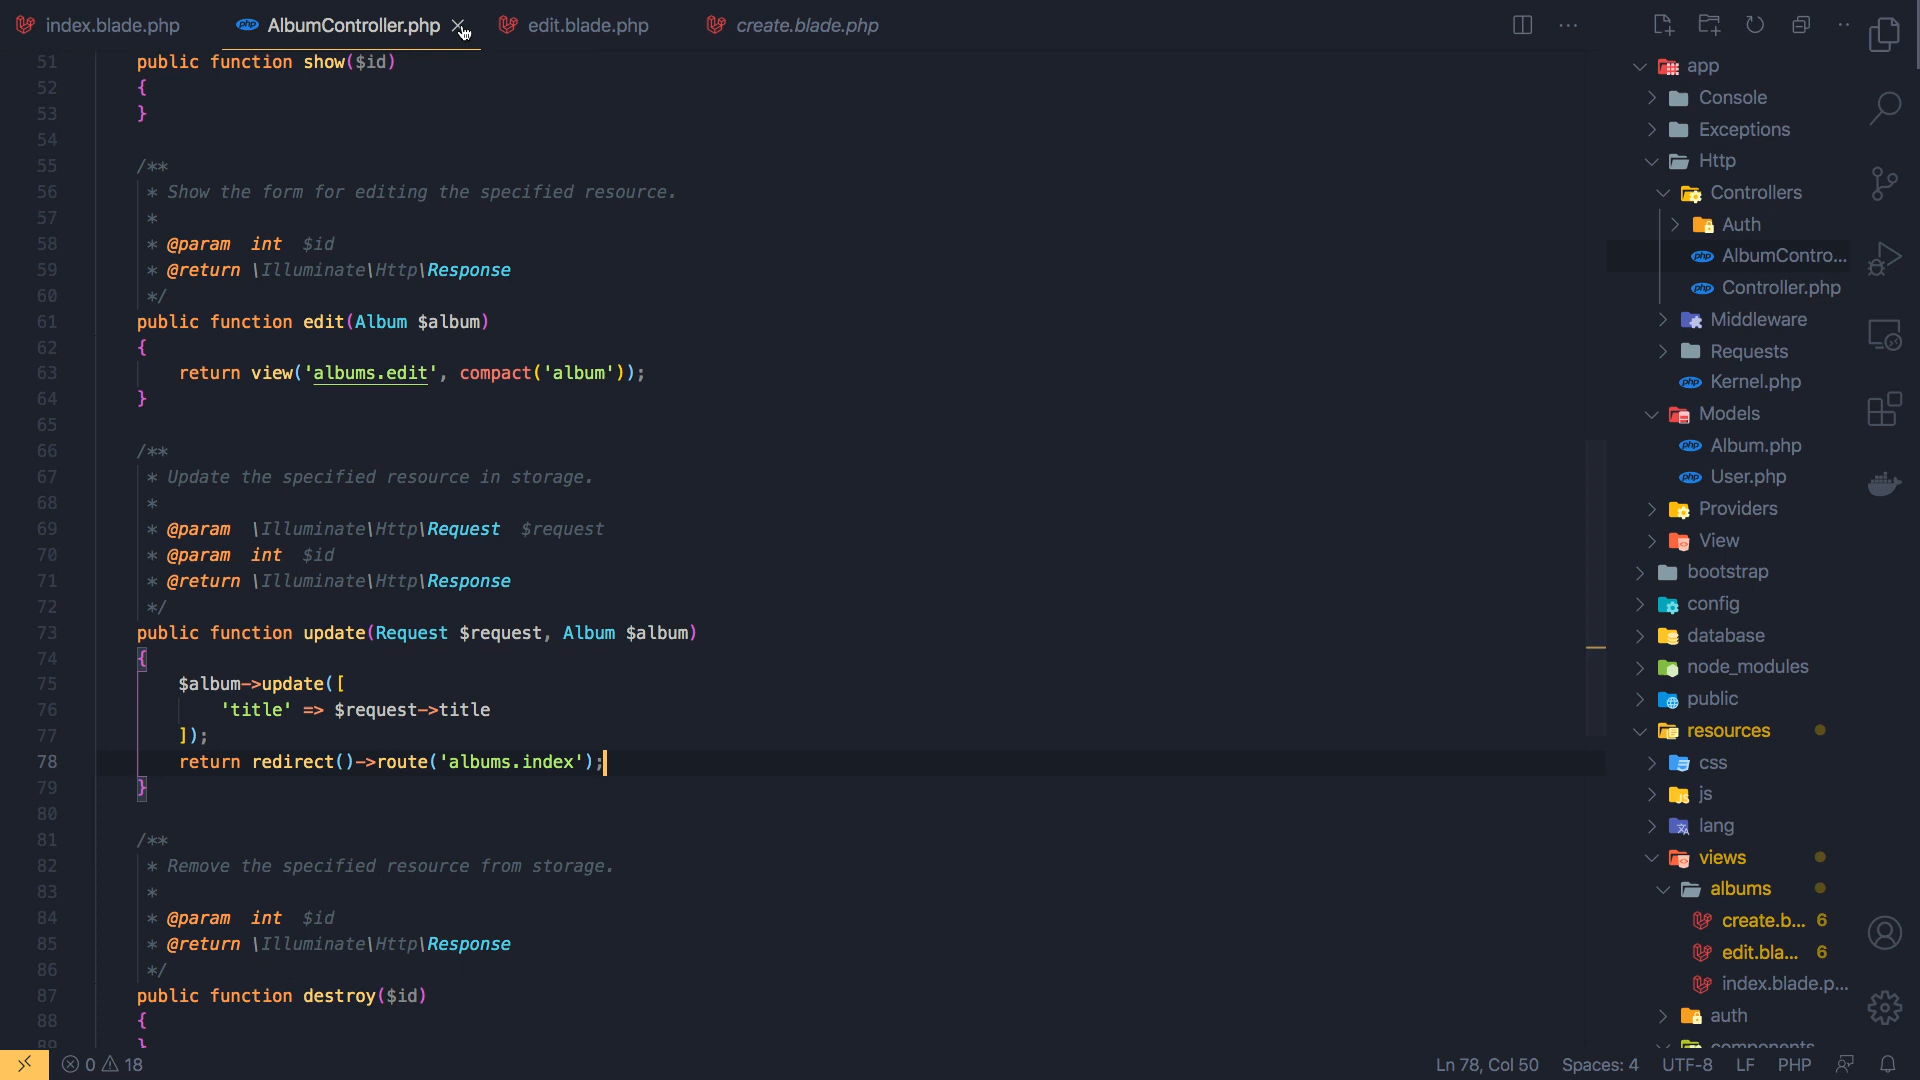 index.blade.php
AlbumController.php
edit.blade.php
create.blade.php
51 public function show($id)
52 {
53 }
54
55 /**
56 * Show the form for editing the specified resource.
57 *
58 * @param  int  $id
59 * @return \Illuminate\Http\Response
60 */
61 public function edit(Album $album)
62 {
63 return view('albums.edit', compact('album'));
64 }
65
66 /**
67 * Update the specified resource in storage.
68 *
69 * @param  \Illuminate\Http\Request  $request
70 * @param  int  $id
71 * @return \Illuminate\Http\Response
72 */
73 public function update(Request $request, Album $album)
74 {
75 $album->update([
76 'title' => $request->title
77 ]);
78 return redirect()->route('albums.index');
79 }
80
81 /**
82 * Remove the specified resource from storage.
83 *
84 * @param  int  $id
85 * @return \Illuminate\Http\Response
86 */
87 public function destroy($id)
88 {
89 }
app
Console
Exceptions
Http
Controllers
Auth
AlbumContro...
Controller.php
Middleware
Requests
Kernel.php
Models
Album.php
User.php
Providers
View
bootstrap
config
database
node_modules
public
resources
css
js
lang
views
albums
create.b... 6
edit.bla... 6
index.blade.p...
auth
components
0 18
Ln 78, Col 50
Spaces: 4
UTF-8
LF
PHP